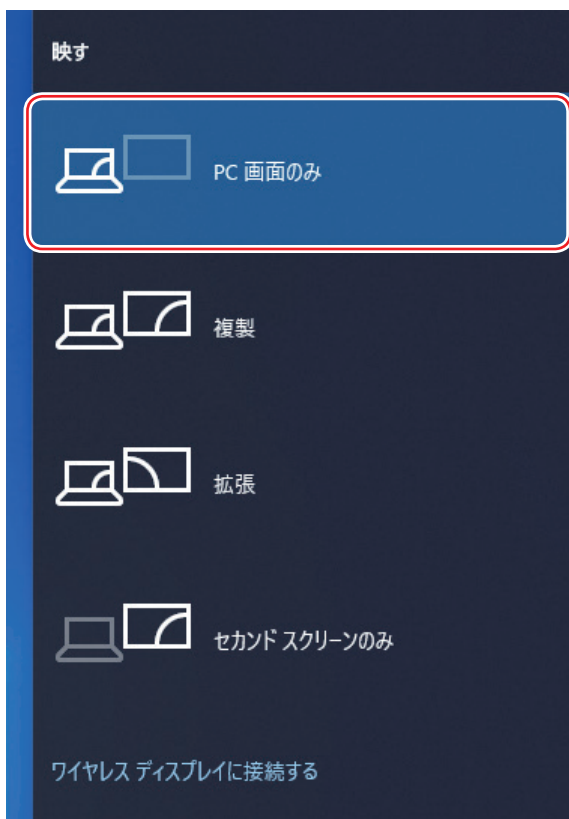 映す
PC 画面のみ
複製
拡張
セカンド スクリーンのみ
ワイヤレス ディスプレイに接続する